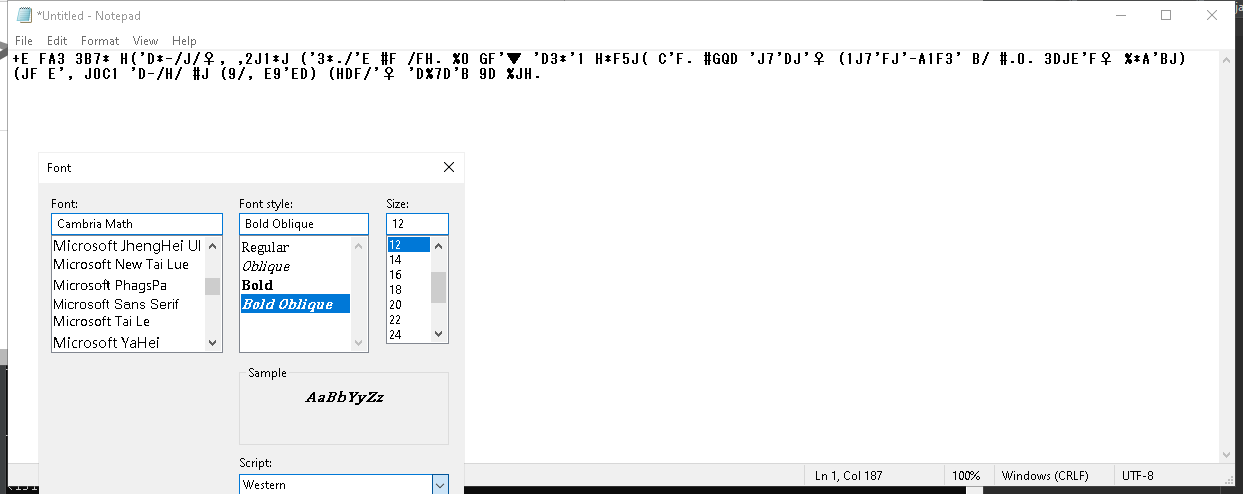 *Untitled - Notepad
File Edit Format View Help
+E FA3 3B7* H('D*-/J/♀, ,2J1*J ('3*./'E #F /FH. %0 GF'▼ 'D3*'1 H*F5J( C'F. #GQD 'J7'DJ'♀ (1J7'FJ'-A1F3' B/ #.0. 3DJE'F♀ %*A'BJ)
(JF E', JOC1 'D-/H/ #J (9/, E9'ED) (HDF/'♀ 'D%7D'B 9D %JH.
Font
Font: Font style: Size:
Cambria Math Bold Oblique 12
Microsoft JhengHei UI Regular 12
Microsoft New Tai Lue Oblique 14
Microsoft PhagsPa Bold 16
Microsoft Sans Serif Bold Oblique 18
Microsoft Tai Le 20
Microsoft YaHei 22
24
Sample
AaBbYyZz
Script:
Western
Ln 1, Col 187 100% Windows (CRLF) UTF-8